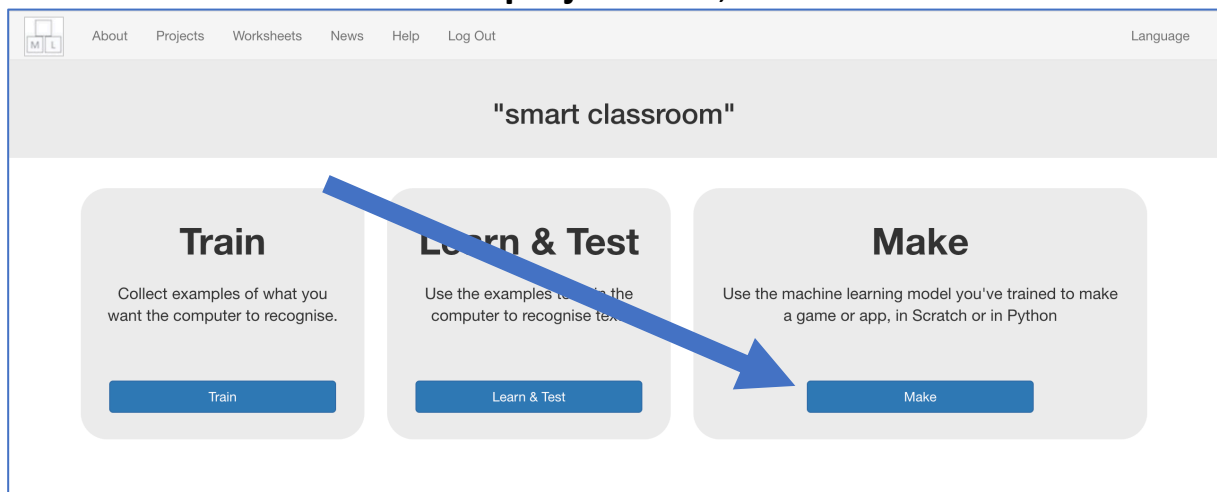 M L
About Projects Worksheets News Help Log Out Language
"smart classroom"
Train
Collect examples of what you
want the computer to recognise.
Train
Learn & Test
Use the examples the
computer to recognise
Learn & Test
Make
Use the machine learning model you've trained to make
a game or app, in Scratch or in Python
Make